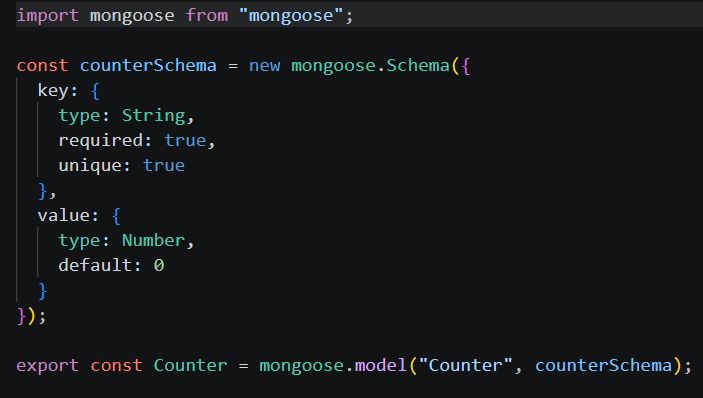 import mongoose from "mongoose";

const counterSchema = new mongoose.Schema({
  key: {
    type: String,
    required: true,
    unique: true
  },
  value: {
    type: Number,
    default: 0
  }
});

export const Counter = mongoose.model("Counter", counterSchema);